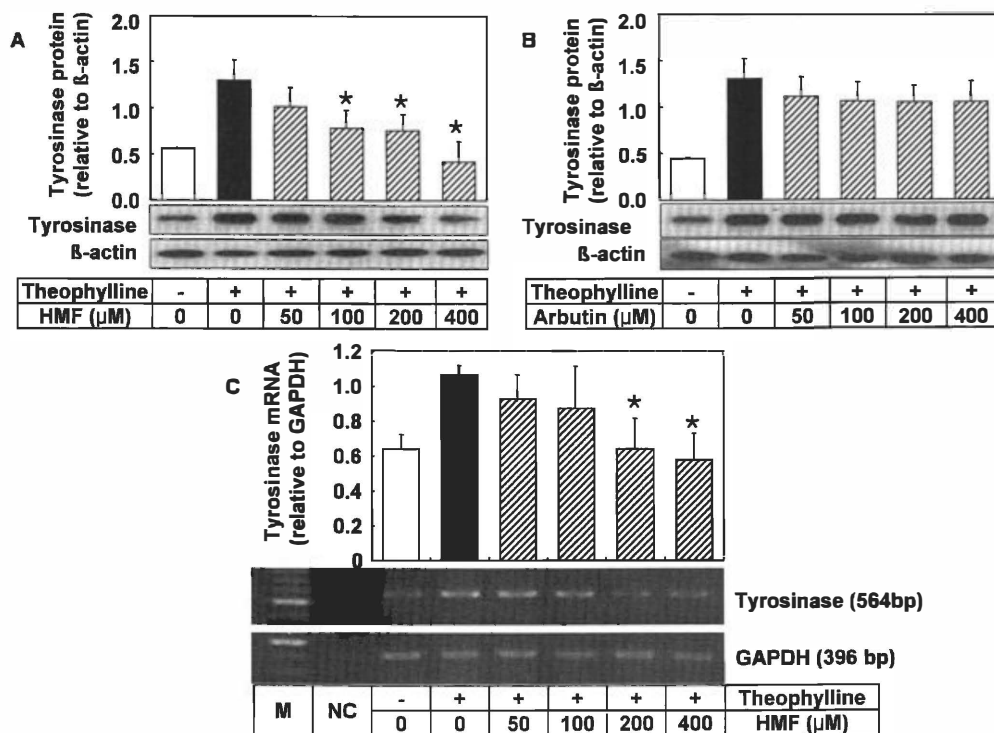 A
Tyrosinase protein
(relative to ß-actin)
2.0
1.5
1.0
0.5
0.0
* * *
Tyrosinase
ß-actin
Theophylline - + + + + +
HMF (µM) 0 0 50 100 200 400
B
Tyrosinase protein
(relative to ß-actin)
2.0
1.5
1.0
0.5
0.0
Tyrosinase
ß-actin
Theophylline - + + + + +
Arbutin (µM) 0 0 50 100 200 400
C
Tyrosinase mRNA
(relative to GAPDH)
1.2
1.0
0.8
0.6
0.4
0.2
0
* *
Tyrosinase (564bp)
GAPDH (396 bp)
M NC - + + + + + Theophylline
0 0 50 100 200 400 HMF (µM)